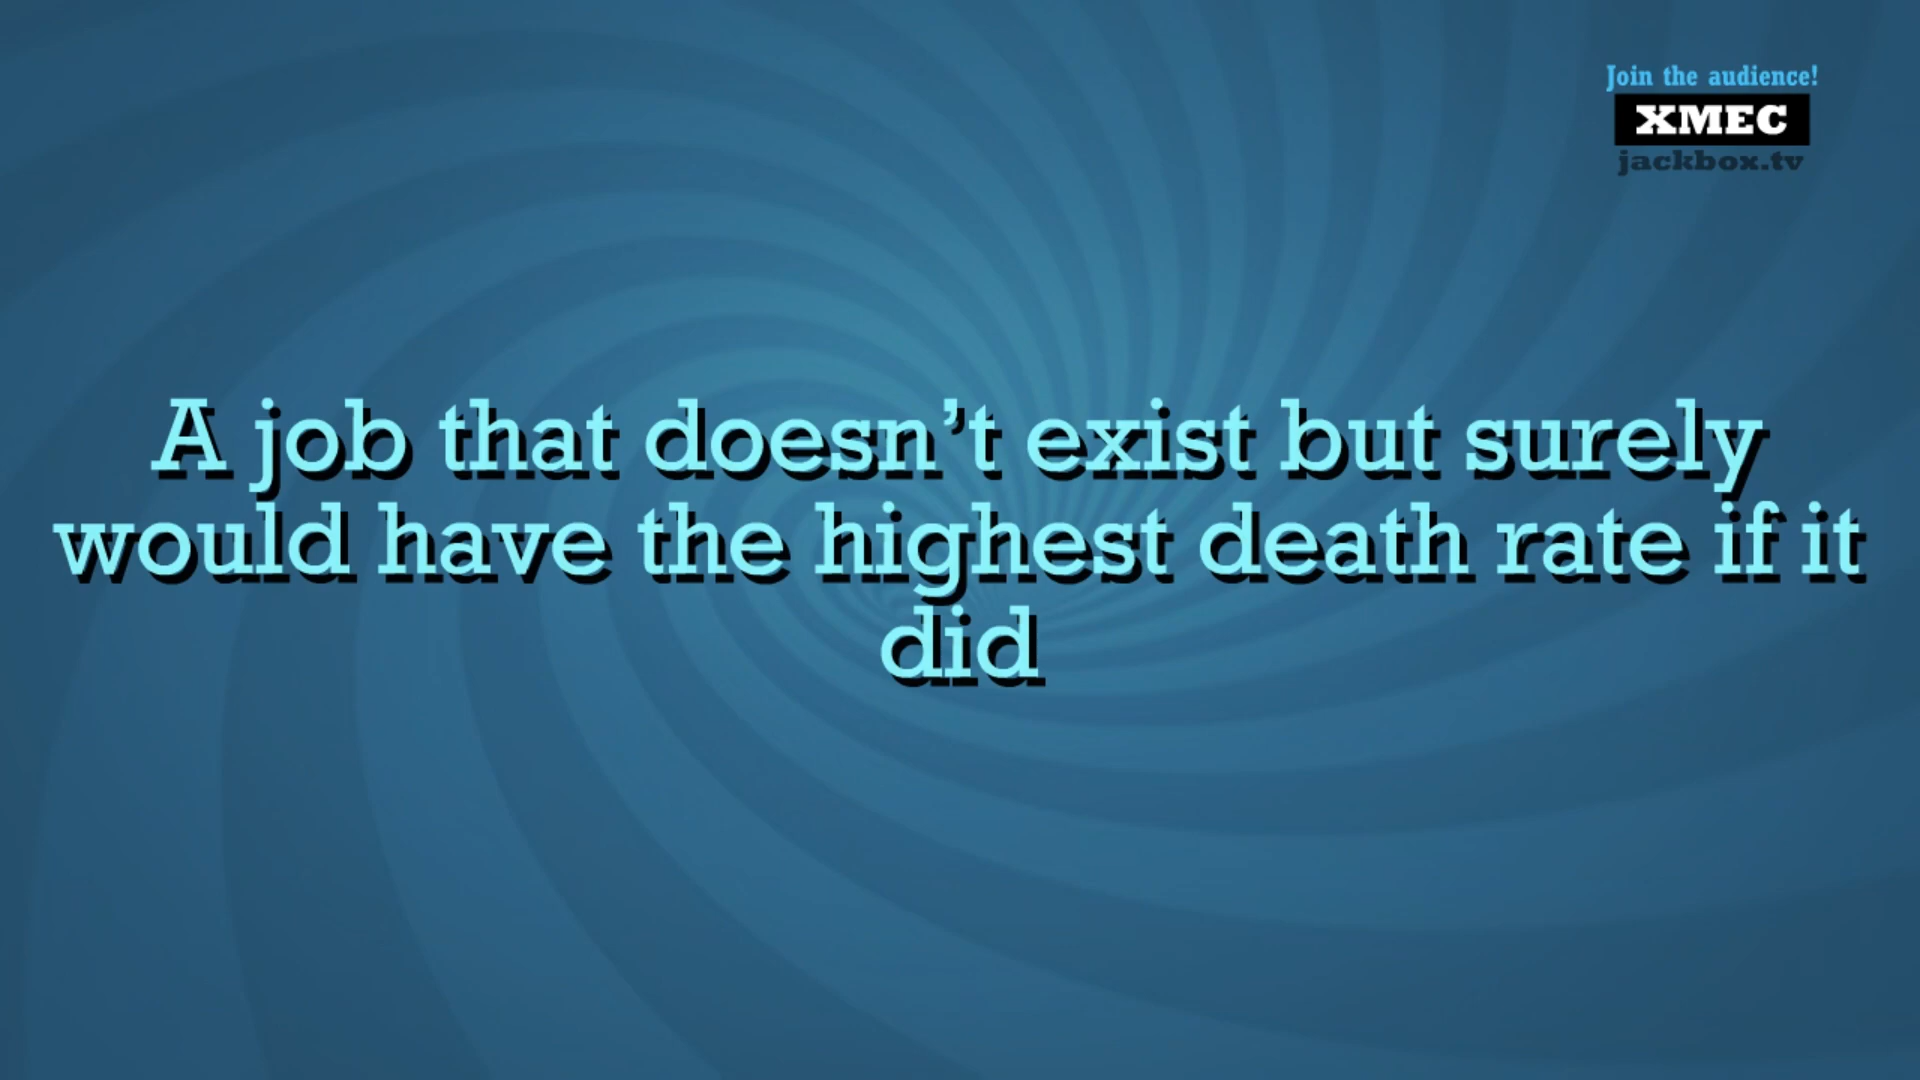 Join the audience!
XMEC
jackbox.tv
A job that doesn't exist but surely
would have the highest death rate if it
did